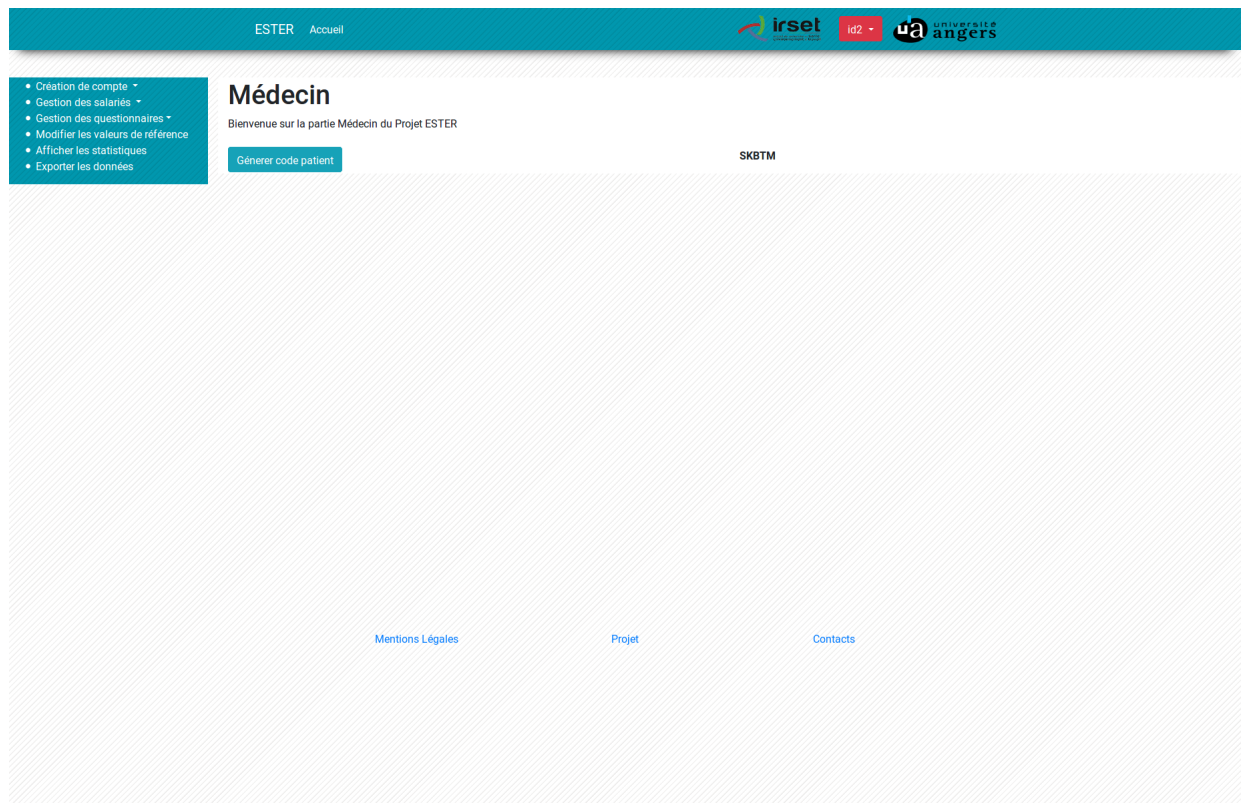 ESTER Accueil irset id2 université angers
Création de compte
Gestion des salariés
Gestion des questionnaires
Modifier les valeurs de référence
Afficher les statistiques
Exporter les données
Médecin
Bienvenue sur la partie Médecin du Projet ESTER
Génerer code patient SKBTM
Mentions Légales Projet Contacts